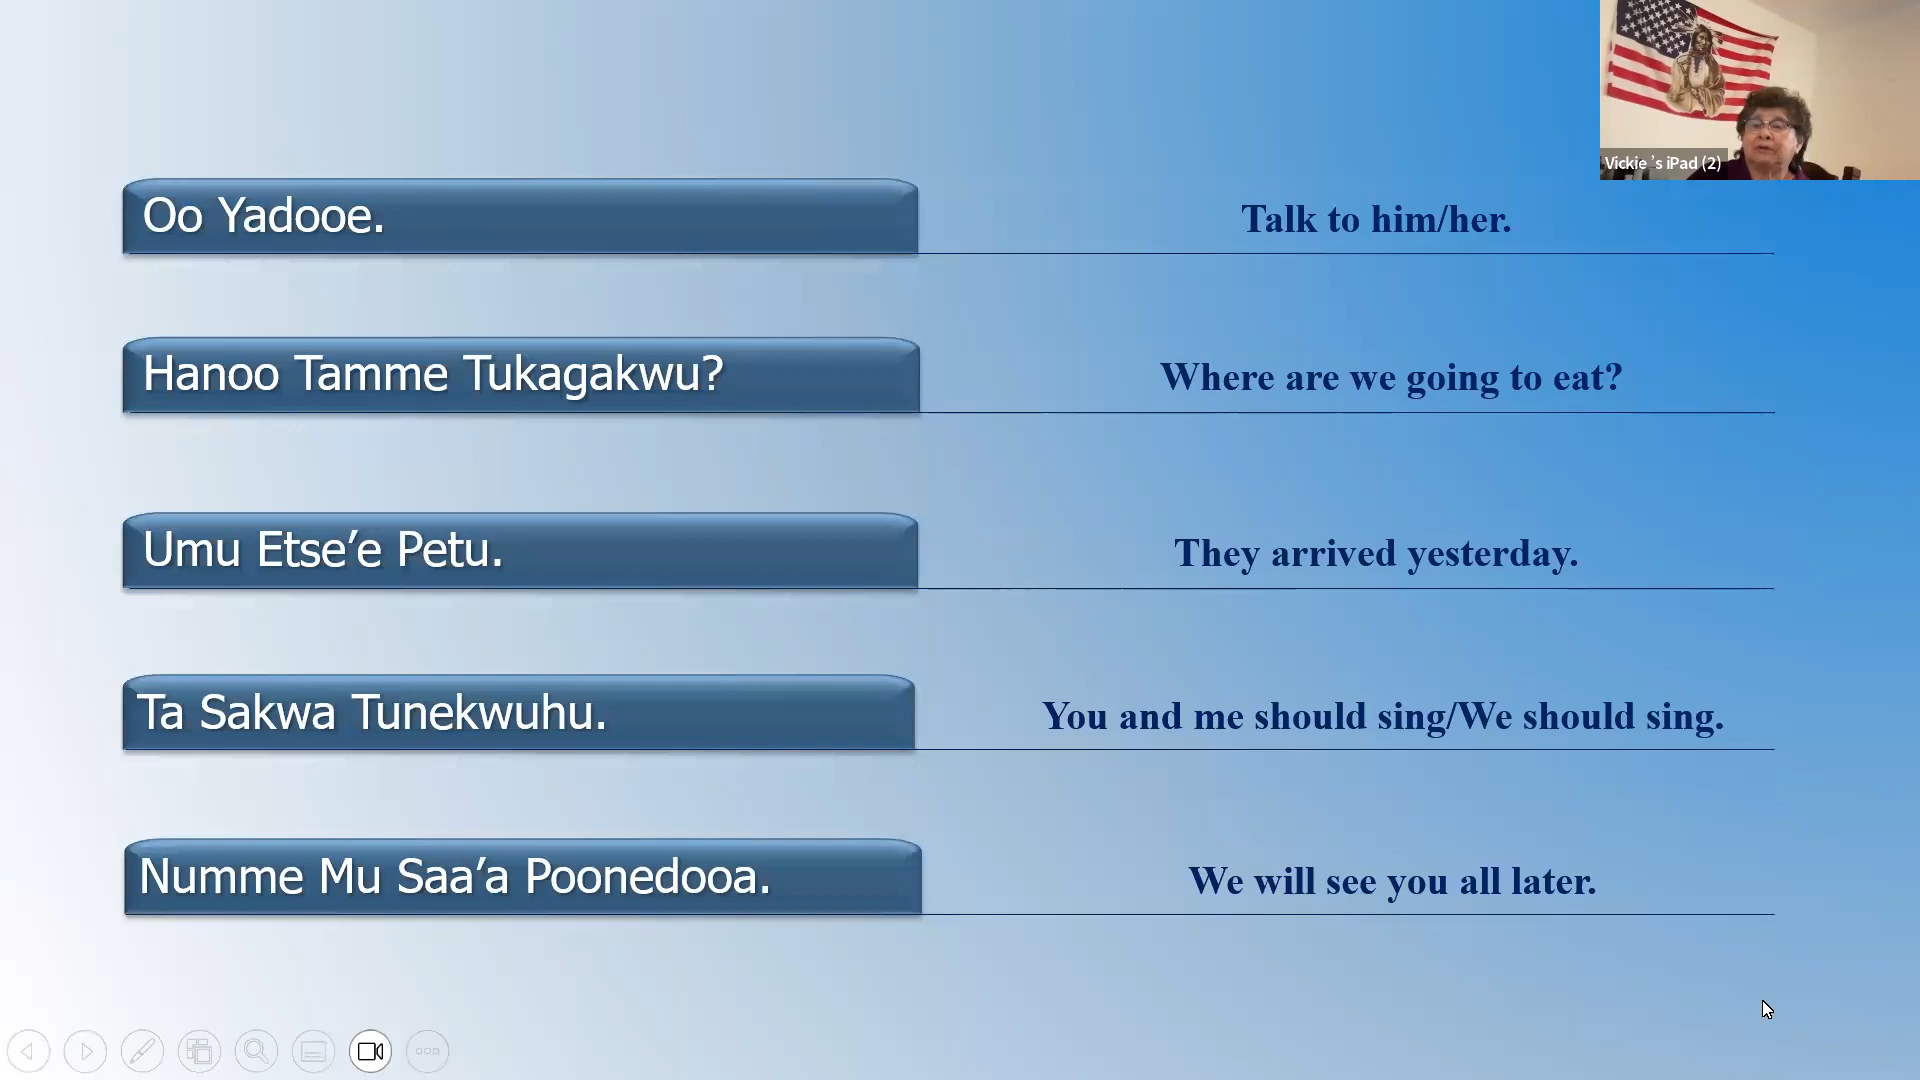 Vickie 's iPad (2)
Oo Yadooe.
Talk to him/her.
Hanoo Tamme Tukagakwu?
Where are we going to eat?
Umu Etse’e Petu.
They arrived yesterday.
Ta Sakwa Tunekwuhu.
You and me should sing/We should sing.
Numme Mu Saa’a Poonedooa.
We will see you all later.